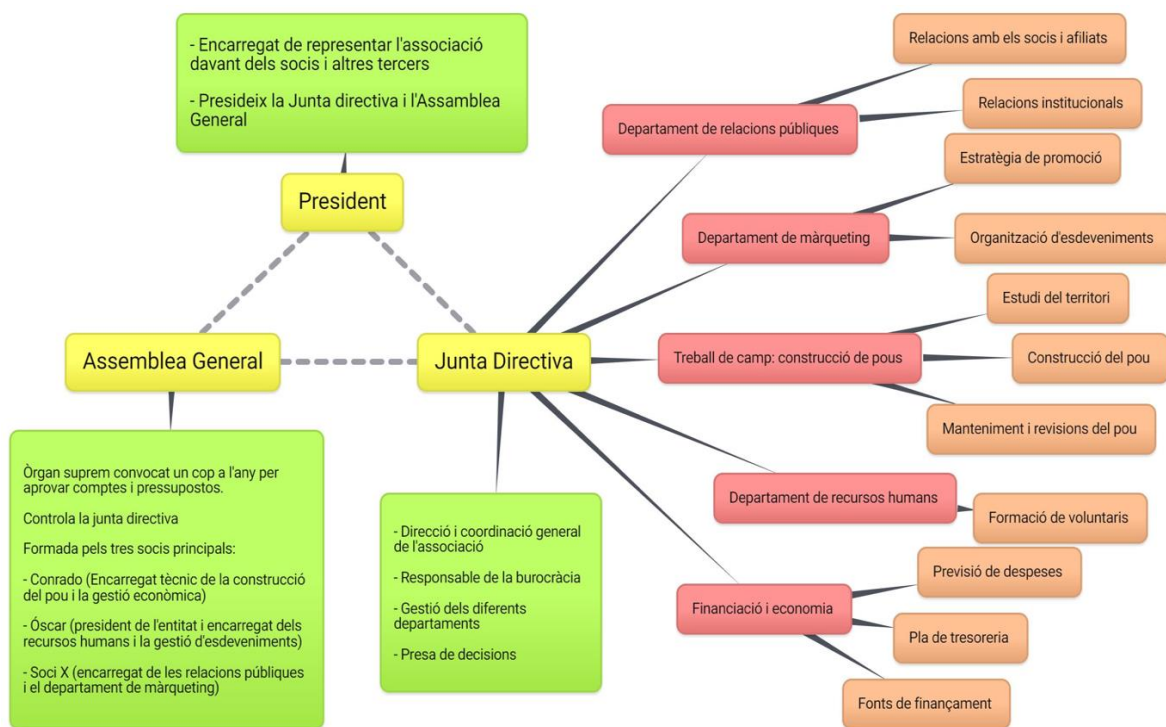 - Encarregat de representar l'associació
davant dels socis i altres tercers
- Presideix la Junta directiva i l'Assamblea
General
President
Assemblea General
Òrgan suprem convocat un cop a l'any per
aprovar comptes i pressupostos.
Controla la junta directiva
Formada pels tres socis principals:
- Conrado (Encarregat tècnic de la construcció
del pou i la gestió econòmica)
- Óscar (president de l'entitat i encarregat dels
recursos humans i la gestió d'esdeveniments)
- Soci X (encarregat de les relacions públiques
i el departament de màrqueting)
Junta Directiva
- Direcció i coordinació general
de l'associació
- Responsable de la burocràcia
- Gestió dels diferents
departaments
- Presa de decisions
Departament de relacions públiques
Relacions amb els socis i afiliats
Relacions institucionals
Departament de màrqueting
Estratègia de promoció
Organització d'esdeveniments
Treball de camp: construcció de pous
Estudi del territori
Construcció del pou
Manteniment i revisions del pou
Departament de recursos humans
Formació de voluntaris
Financiació i economia
Previsió de despeses
Pla de tresoreria
Fonts de finançament